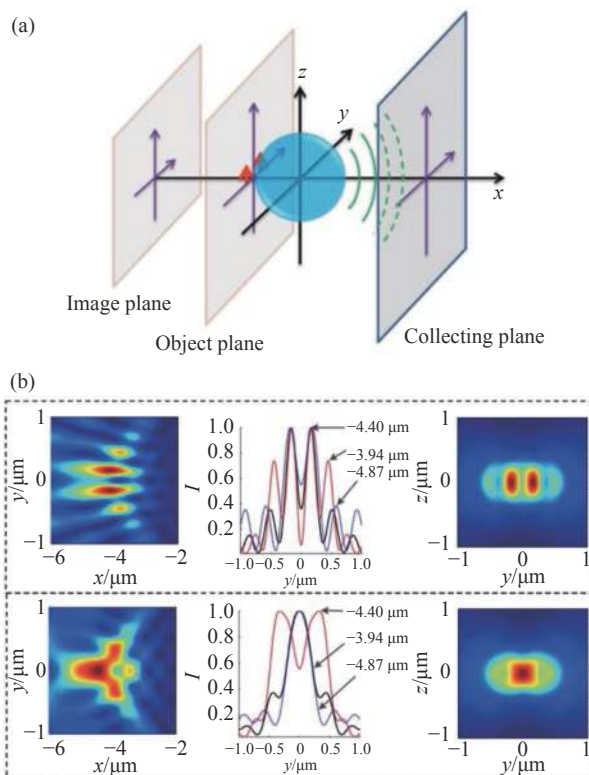 (a)
z
y
x
Image plane
Object plane
Collecting plane
(b)
1
0
−1
y/μm
−6 −4 −2
x/μm
1.0
0.8
0.6
0.4
0.2
I
−4.40 μm
−3.94 μm
−4.87 μm
−1.0 −0.5 0 0.5 1.0
y/μm
1
0
−1
z/μm
−1 0 1
y/μm
1
0
−1
y/μm
−6 −4 −2
x/μm
1.0
0.8
0.6
0.4
0.2
I
−4.40 μm
−3.94 μm
−4.87 μm
−1.0 −0.5 0 0.5 1.0
y/μm
1
0
−1
z/μm
−1 0 1
y/μm